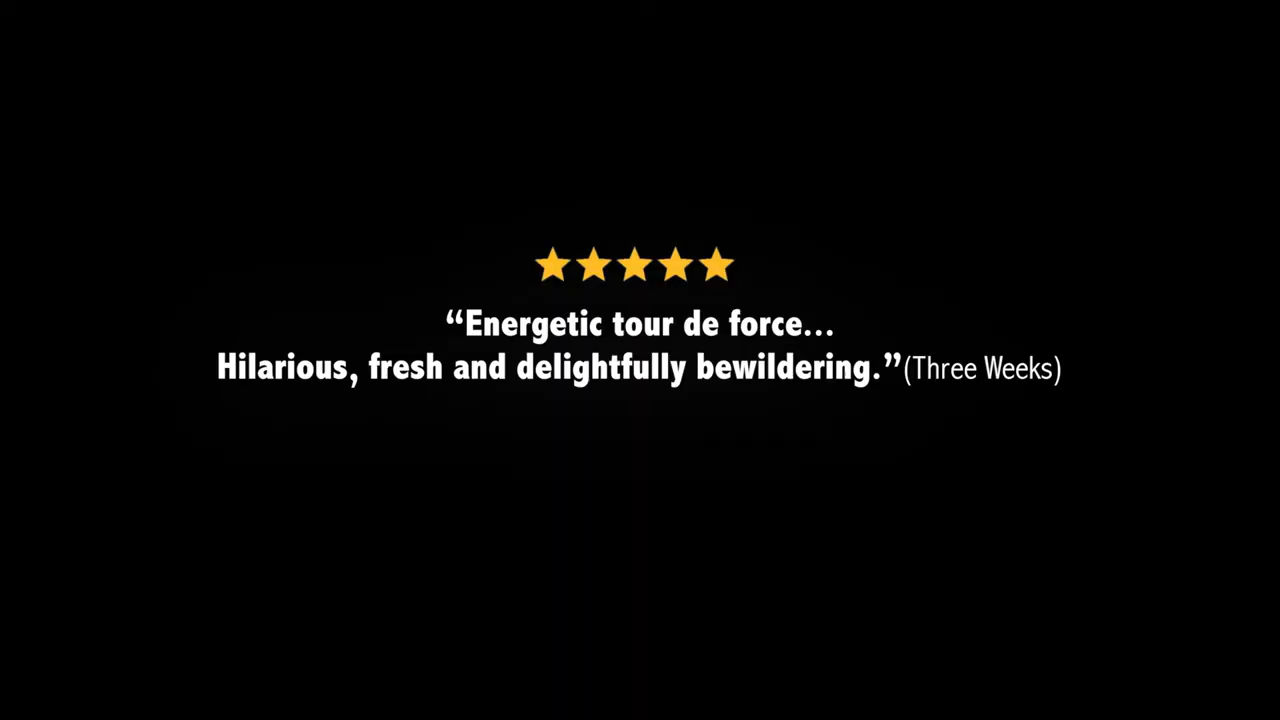 “Energetic tour de force...
Hilarious, fresh and delightfully bewildering.”(Three Weeks)